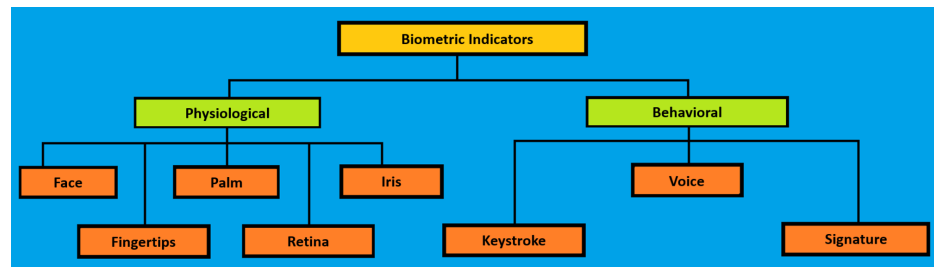 Biometric Indicators
Physiological
Behavioral
Face
Palm
Iris
Voice
Fingertips
Retina
Keystroke
Signature